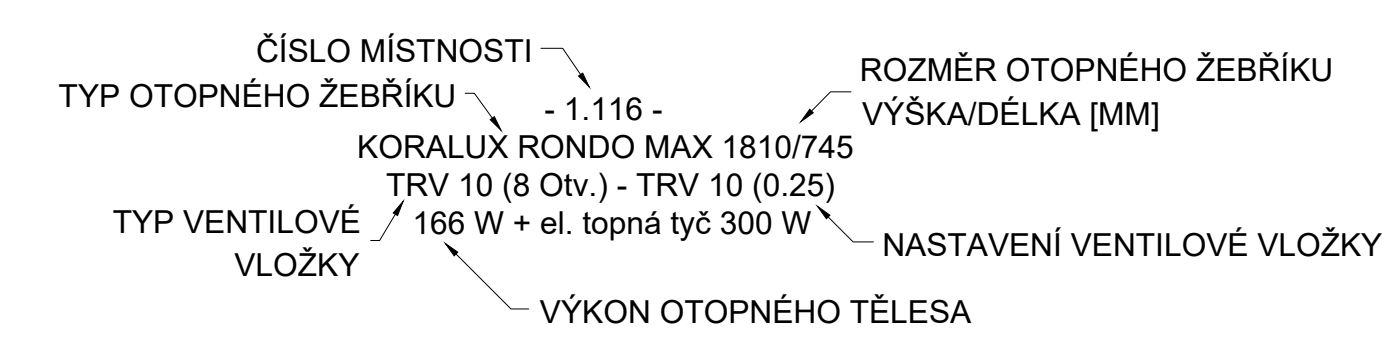 ČÍSLO MÍSTNOSTI
TYP OTOPNÉHO ŽEBŘÍKU
ROZMĚR OTOPNÉHO ŽEBŘÍKU
VÝŠKA/DÉLKA [MM]
- 1.116 -
KORALUX RONDO MAX 1810/745
TRV 10 (8 Otv.) - TRV 10 (0.25)
166 W + el. topná tyč 300 W
TYP VENTILOVÉ
VLOŽKY
NASTAVENÍ VENTILOVÉ VLOŽKY
VÝKON OTOPNÉHO TĚLESA